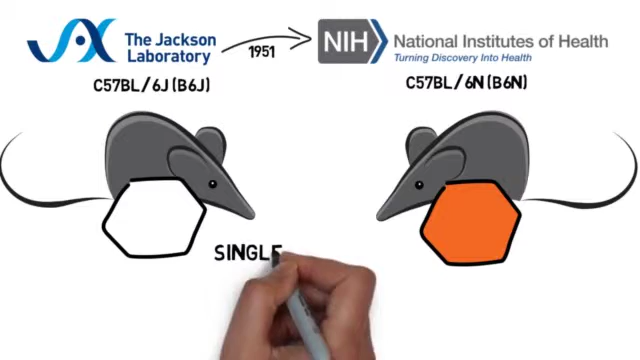 The Jackson
Laboratory
1951
NIH
National Institutes of Health
Turning Discovery Into Health
C57BL/6J (B6J)
C57BL/6N (B6N)
SINGLE